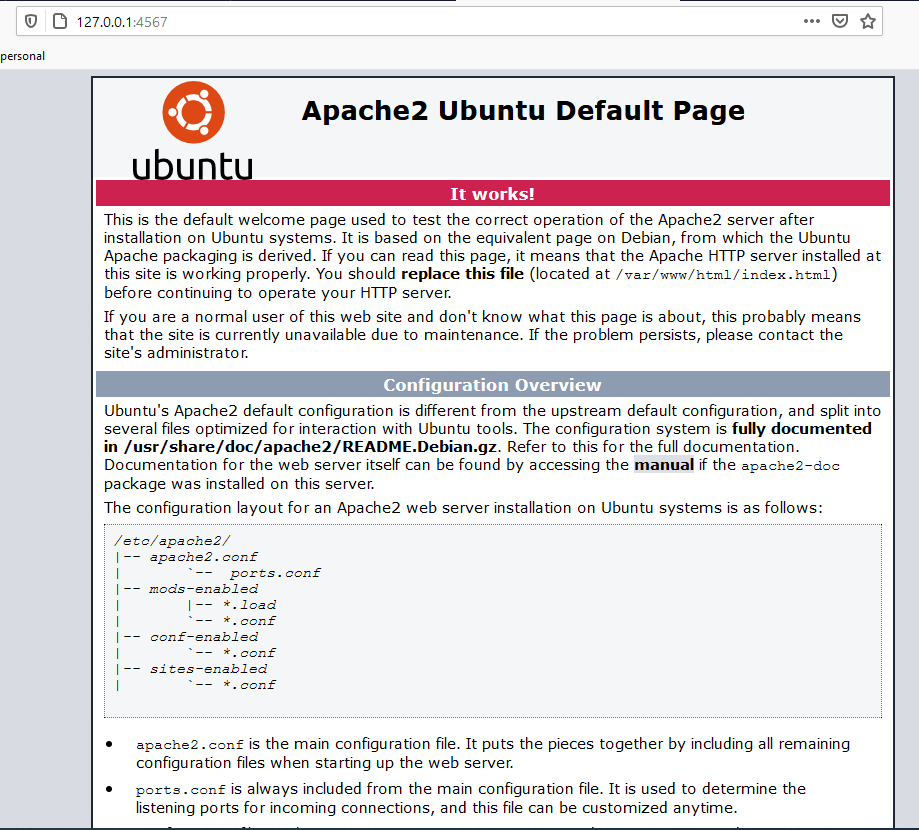 127.0.0.1:4567
personal
Apache2 Ubuntu Default Page
ubuntu
It works!
This is the default welcome page used to test the correct operation of the Apache2 server after
installation on Ubuntu systems. It is based on the equivalent page on Debian, from which the Ubuntu
Apache packaging is derived. If you can read this page, it means that the Apache HTTP server installed at
this site is working properly. You should replace this file (located at /var/www/html/index.html)
before continuing to operate your HTTP server.
If you are a normal user of this web site and don't know what this page is about, this probably means
that the site is currently unavailable due to maintenance. If the problem persists, please contact the
site's administrator.
Configuration Overview
Ubuntu's Apache2 default configuration is different from the upstream default configuration, and split into
several files optimized for interaction with Ubuntu tools. The configuration system is fully documented
in /usr/share/doc/apache2/README.Debian.gz. Refer to this for the full documentation.
Documentation for the web server itself can be found by accessing the manual if the apache2-doc
package was installed on this server.
The configuration layout for an Apache2 web server installation on Ubuntu systems is as follows:
/etc/apache2/
|-- apache2.conf
|       `--  ports.conf
|-- mods-enabled
|       |-- *.load
|       `-- *.conf
|-- conf-enabled
|       `-- *.conf
|-- sites-enabled
|       `-- *.conf
• apache2.conf is the main configuration file. It puts the pieces together by including all remaining
configuration files when starting up the web server.
• ports.conf is always included from the main configuration file. It is used to determine the
listening ports for incoming connections, and this file can be customized anytime.